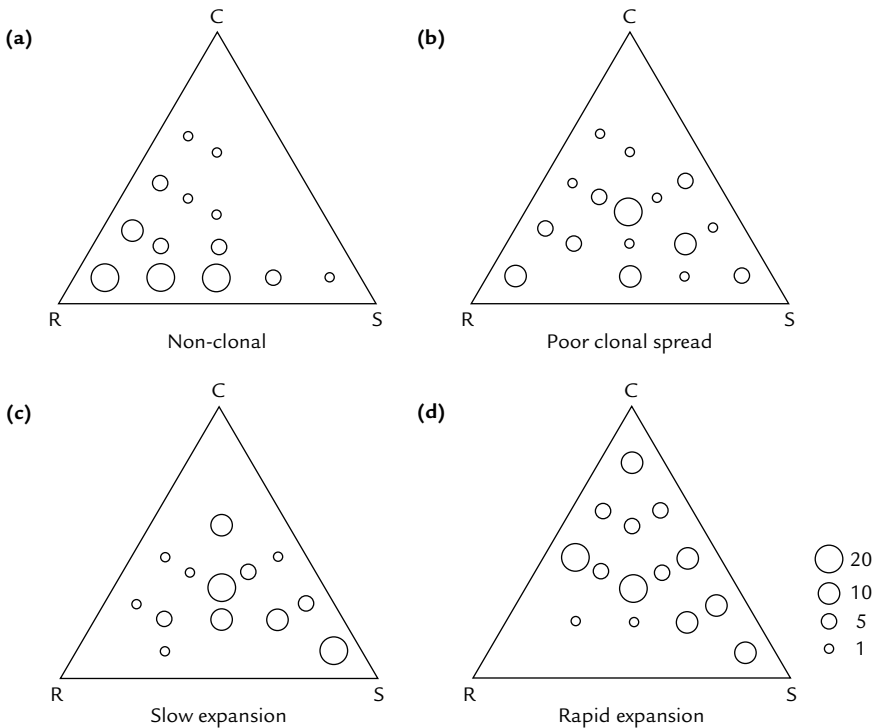 (a)
C
R
S
Non-clonal
(b)
C
R
S
Poor clonal spread
(c)
C
R
S
Slow expansion
(d)
C
R
S
Rapid expansion
20
10
5
1